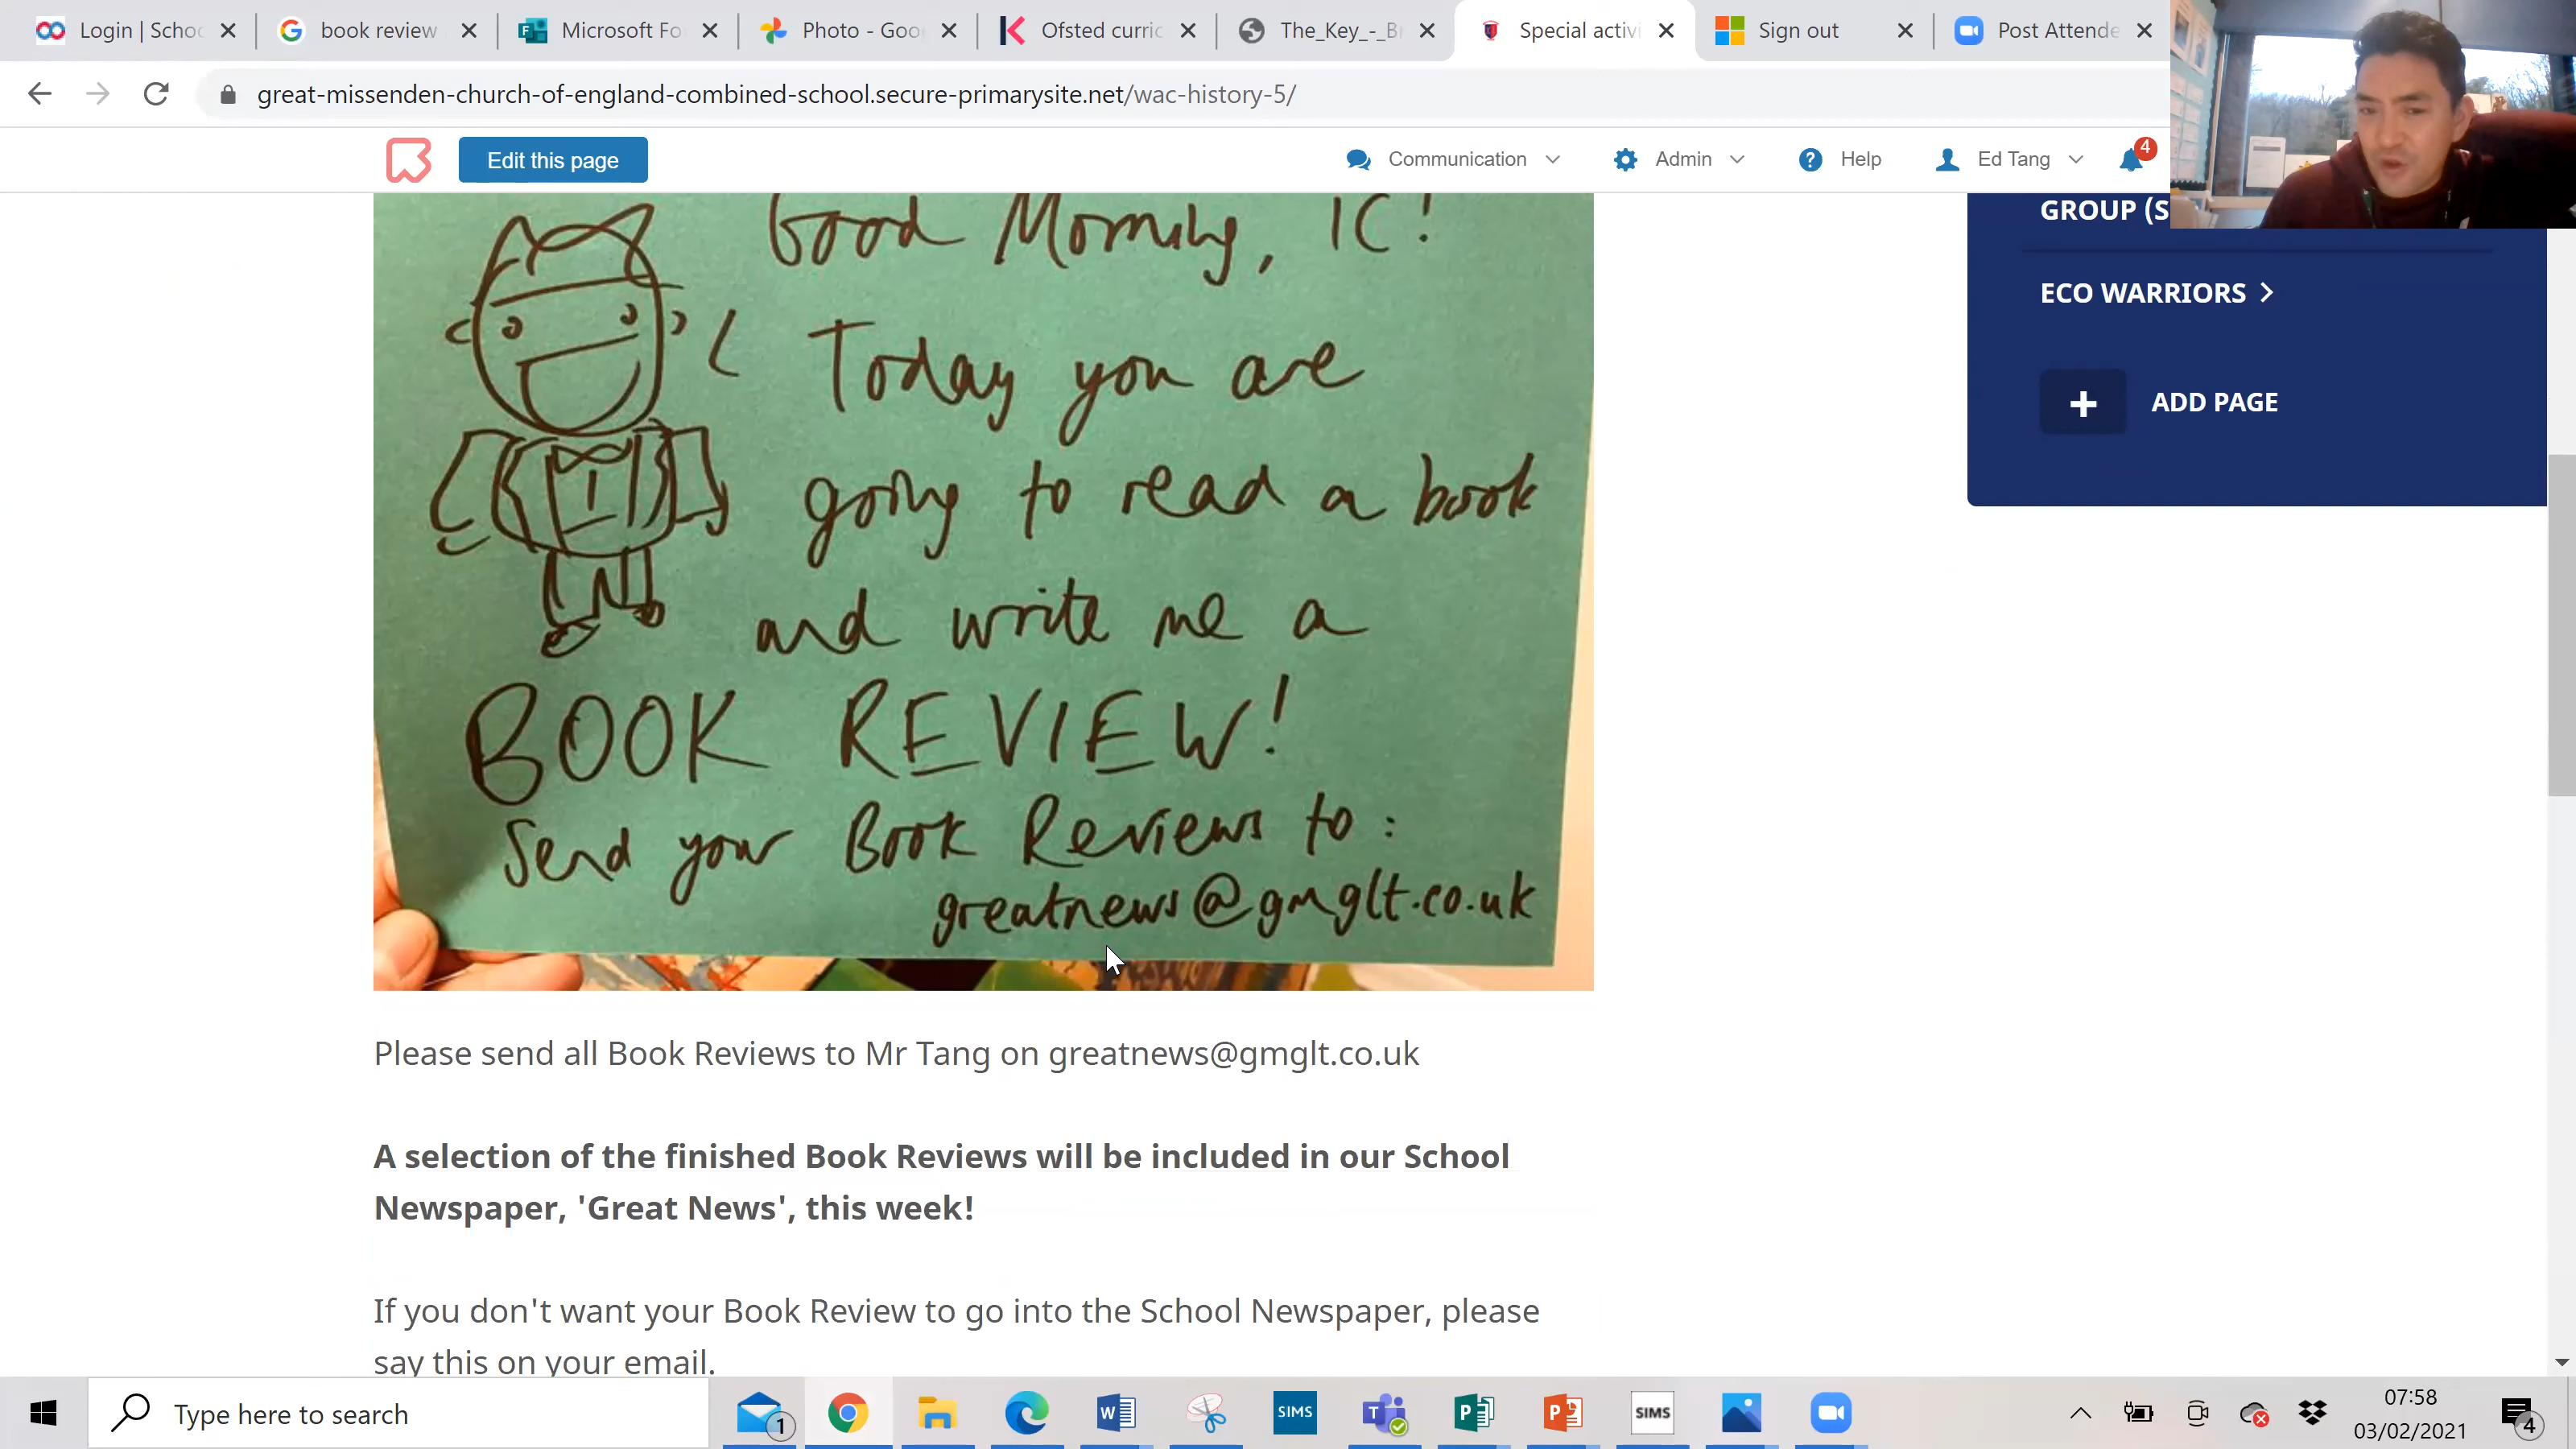 Login | Schoo
book review
Microsoft Fo
Photo - Goo
Ofsted curric
The_Key_-_B
Special activi
Sign out
Post Attende
great-missenden-church-of-england-combined-school.secure-primarysite.net/wac-history-5/
Edit this page
Communication
Admin
Help
Ed Tang
4
Good Morning, 1C!
Today you are
going to read a book
and write me a
BOOK REVIEW!
Send your Book Reviews to:
greatnews@gmglt.co.uk
GROUP (S
ECO WARRIORS
+ ADD PAGE
Please send all Book Reviews to Mr Tang on greatnews@gmglt.co.uk
A selection of the finished Book Reviews will be included in our School
Newspaper, 'Great News', this week!
If you don't want your Book Review to go into the School Newspaper, please
say this on your email.
Type here to search
1
W
SIMS
T
P
P
SIMS
07:58
03/02/2021
4